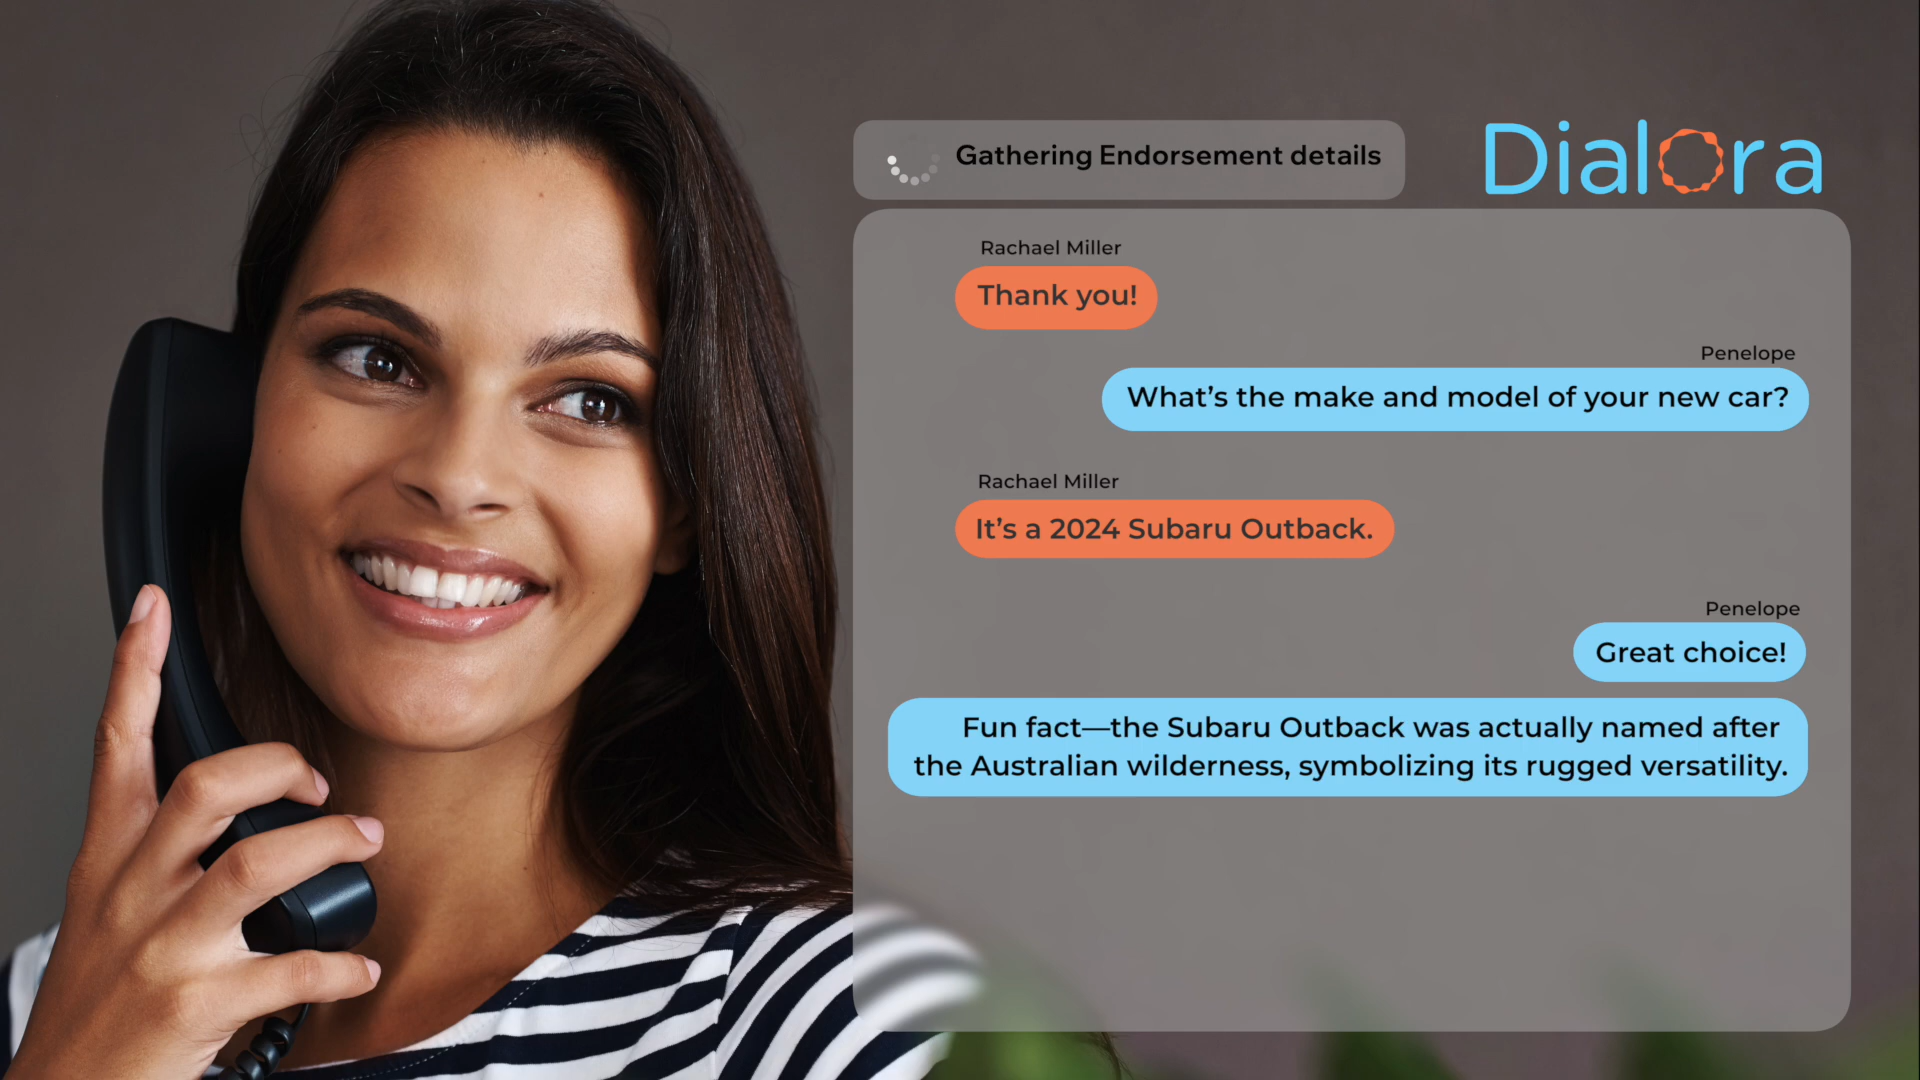 Gathering Endorsement details
Dialora
Rachael Miller
Thank you!
Penelope
What’s the make and model of your new car?
Rachael Miller
It’s a 2024 Subaru Outback.
Penelope
Great choice!
Fun fact—the Subaru Outback was actually named after
the Australian wilderness, symbolizing its rugged versatility.